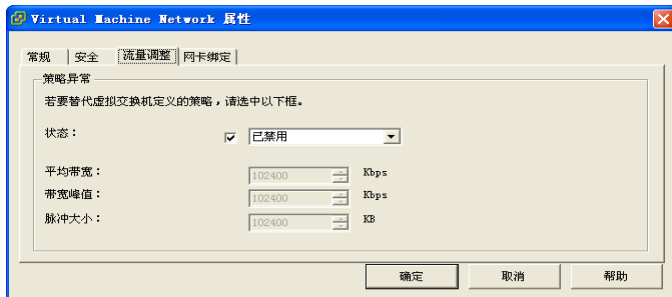 Virtual Machine Network 属性
常规 安全 流量调整 网卡绑定
策略异常
若要替代虚拟交换机定义的策略，请选中以下框。
状态： 已禁用
平均带宽： 102400 Kbps
带宽峰值： 102400 Kbps
脉冲大小： 102400 KB
确定 取消 帮助